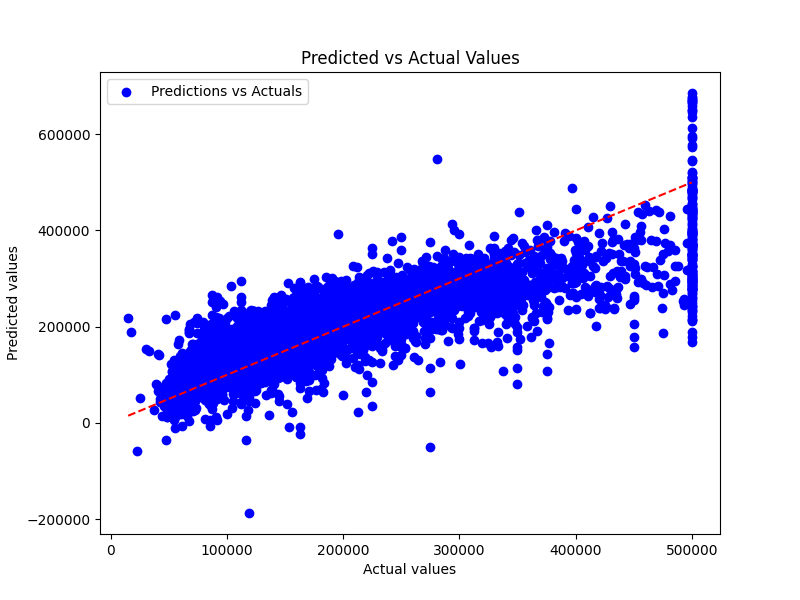 Predicted vs Actual Values
Predictions vs Actuals
Predicted values
600000
400000
200000
0
−200000
0 100000 200000 300000 400000 500000
Actual values